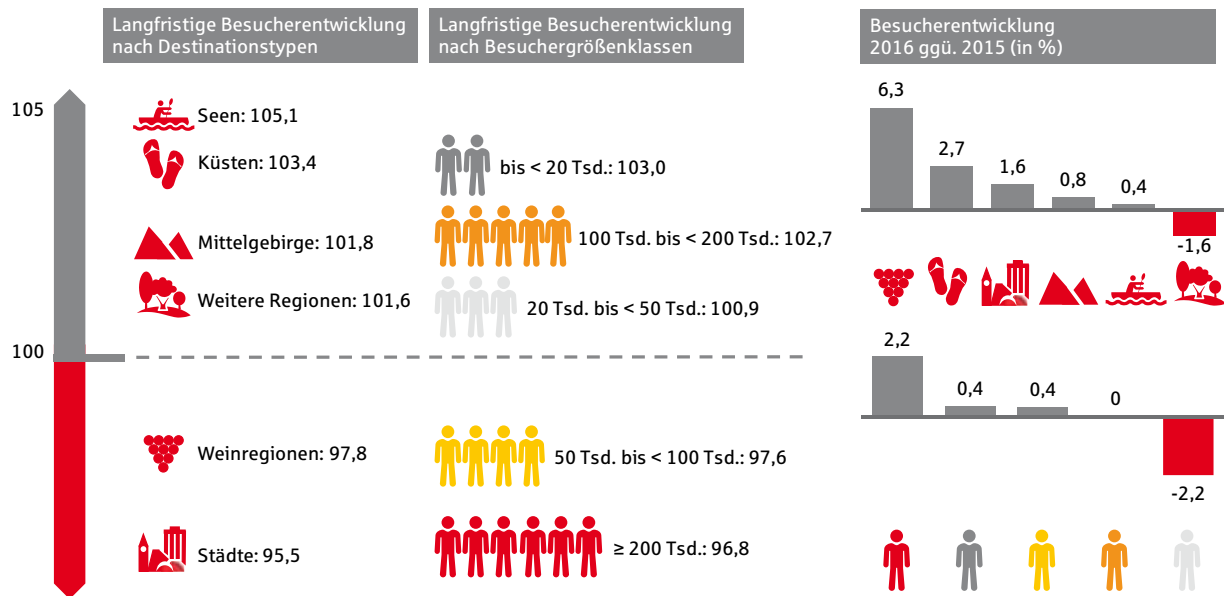 Langfristige Besucherentwicklung
nach Destinationstypen
Langfristige Besucherentwicklung
nach Besuchergrößenklassen
Besucherentwicklung
2016 ggü. 2015 (in %)
105
100
Seen: 105,1
Küsten: 103,4
Mittelgebirge: 101,8
Weitere Regionen: 101,6
Weinregionen: 97,8
Städte: 95,5
bis < 20 Tsd.: 103,0
100 Tsd. bis < 200 Tsd.: 102,7
20 Tsd. bis < 50 Tsd.: 100,9
50 Tsd. bis < 100 Tsd.: 97,6
≥ 200 Tsd.: 96,8
6,3
2,7
1,6
0,8
0,4
-1,6
2,2
0,4
0,4
0
-2,2